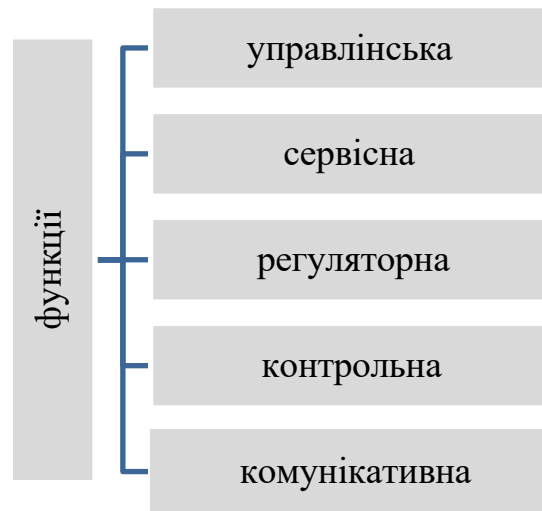 функції
управлінська
сервісна
регуляторна
контрольна
комунікативна